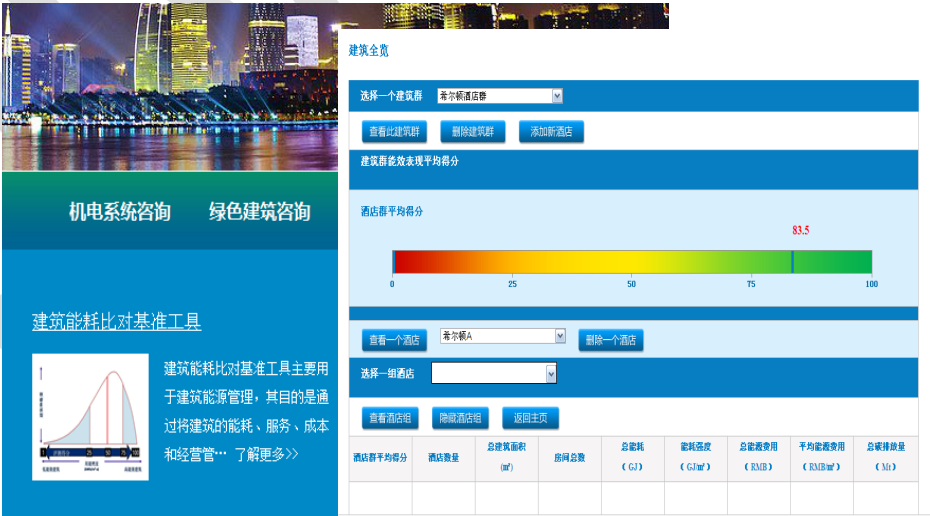 机电系统咨询 绿色建筑咨询
建筑能耗比对基准工具
建筑能耗比对基准工具主要用
于建筑能源管理，其目的是通
过将建筑的能耗、服务、成本
和经营管… 了解更多>>
1 25 50 75 100
建筑全览
选择一个建筑群 希尔顿酒店群
查看此建筑群 删除建筑群 添加新酒店
建筑群能效表现平均得分
酒店群平均得分
83.5
0 25 50 75 100
查看一个酒店 希尔顿A 删除一个酒店
选择一组酒店
查看酒店组 隐藏酒店组 返回主页
酒店群平均得分 酒店数量 总建筑面积(㎡) 房间总数 总能耗(GJ) 能耗强度(GJ/㎡) 总能源费用(RMB) 平均能源费用(RMB/㎡) 总碳排放量(Mt)